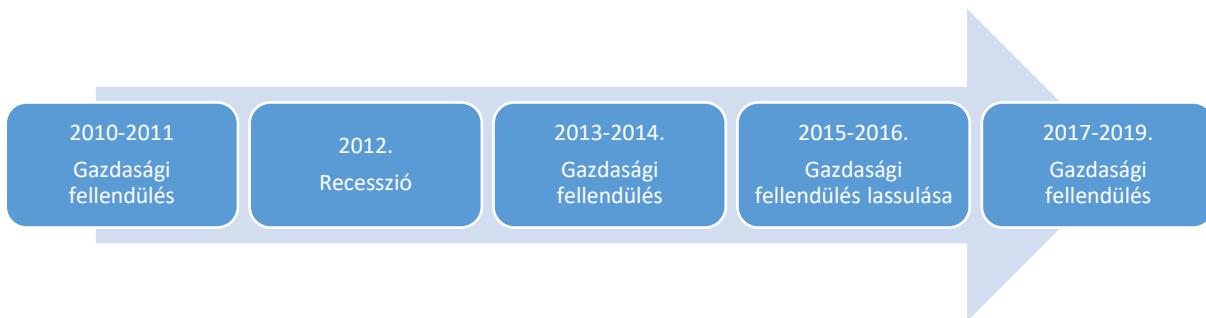 2010-2011
Gazdasági
fellendülés
2012.
Recesszió
2013-2014.
Gazdasági
fellendülés
2015-2016.
Gazdasági
fellendülés lassulása
2017-2019.
Gazdasági
fellendülés